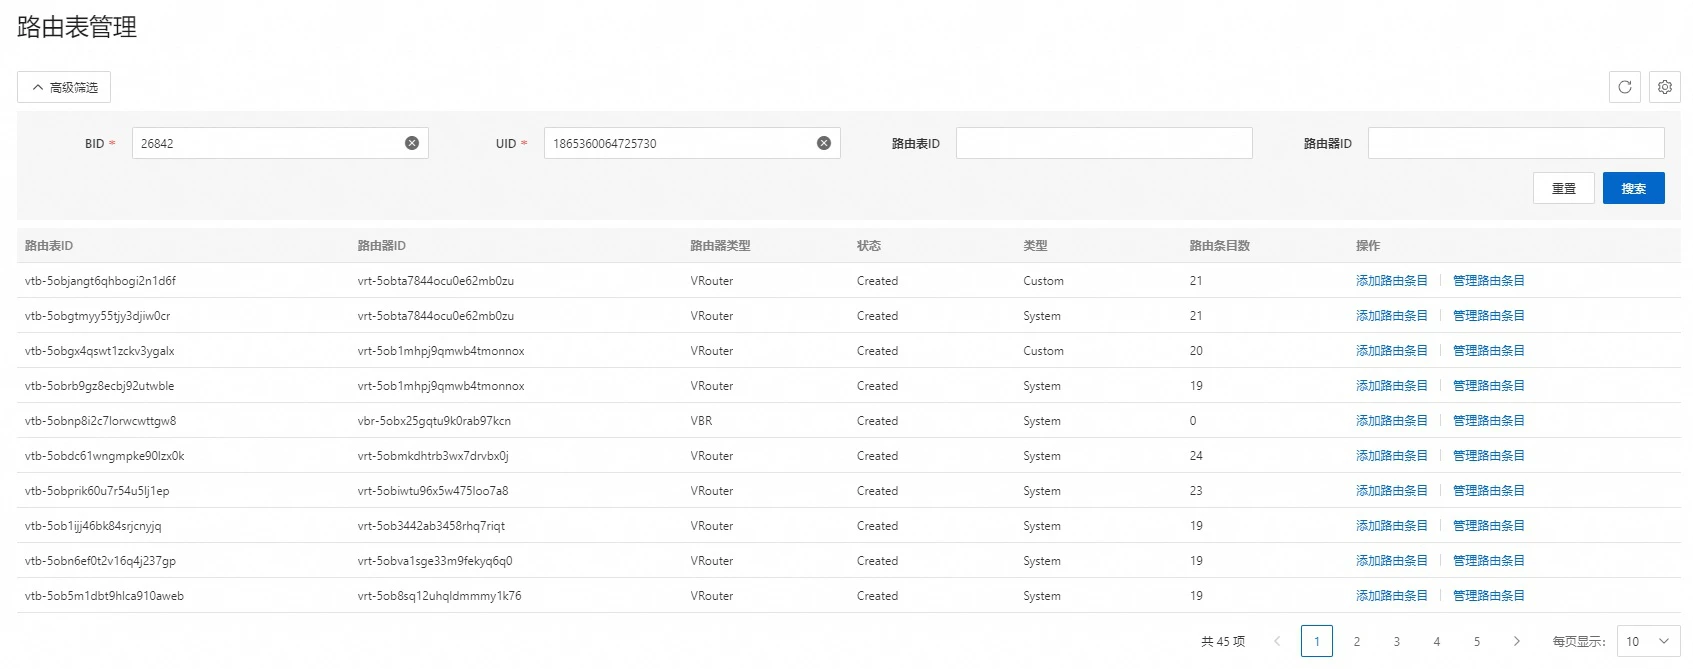 路由表管理
高级筛选
BID * 26842 UID * 1865360064725730 路由表ID 路由器ID
重置 搜索
路由表ID 路由器ID 路由器类型 状态 类型 路由条目数 操作
vtb-5objangt6qhbogi2n1d6f vrt-5obta7844ocu0e62mb0zu VRouter Created Custom 21 添加路由条目 管理路由条目
vtb-5obgtmyy55tjy3djiw0cr vrt-5obta7844ocu0e62mb0zu VRouter Created System 21 添加路由条目 管理路由条目
vtb-5obgx4qswt1zckv3ygalx vrt-5ob1mhpj9qmwb4tmonnox VRouter Created Custom 20 添加路由条目 管理路由条目
vtb-5obrb9gz8ecbj92utwble vrt-5ob1mhpj9qmwb4tmonnox VRouter Created System 19 添加路由条目 管理路由条目
vtb-5obnp8i2c7lorwcwttgw8 vbr-5obx25gqtu9k0rab97kcn VBR Created System 0 添加路由条目 管理路由条目
vtb-5obdc61wngmpke90lzx0k vrt-5obmkdhtrb3wx7drvbx0j VRouter Created System 24 添加路由条目 管理路由条目
vtb-5obprik60u7r54u5lj1ep vrt-5obiwtu96x5w475loo7a8 VRouter Created System 23 添加路由条目 管理路由条目
vtb-5ob1ijj46bk84srjcnyjq vrt-5ob3442ab3458rhq7riqt VRouter Created System 19 添加路由条目 管理路由条目
vtb-5obn6ef0t2v16q4j237gp vrt-5obva1sge33m9fekyq6q0 VRouter Created System 19 添加路由条目 管理路由条目
vtb-5ob5m1dbt9hlca910aweb vrt-5ob8sq12uhqldmmmy1k76 VRouter Created System 19 添加路由条目 管理路由条目
共 45 项 1 2 3 4 5 每页显示: 10